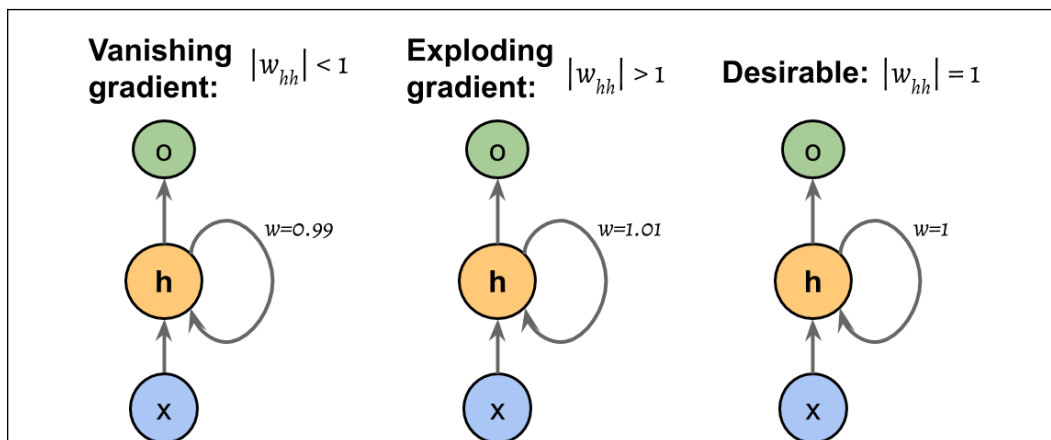 Vanishing gradient: |w_hh| < 1
o
w=0.99
h
x
Exploding gradient: |w_hh| > 1
o
w=1.01
h
x
Desirable: |w_hh| = 1
o
w=1
h
x